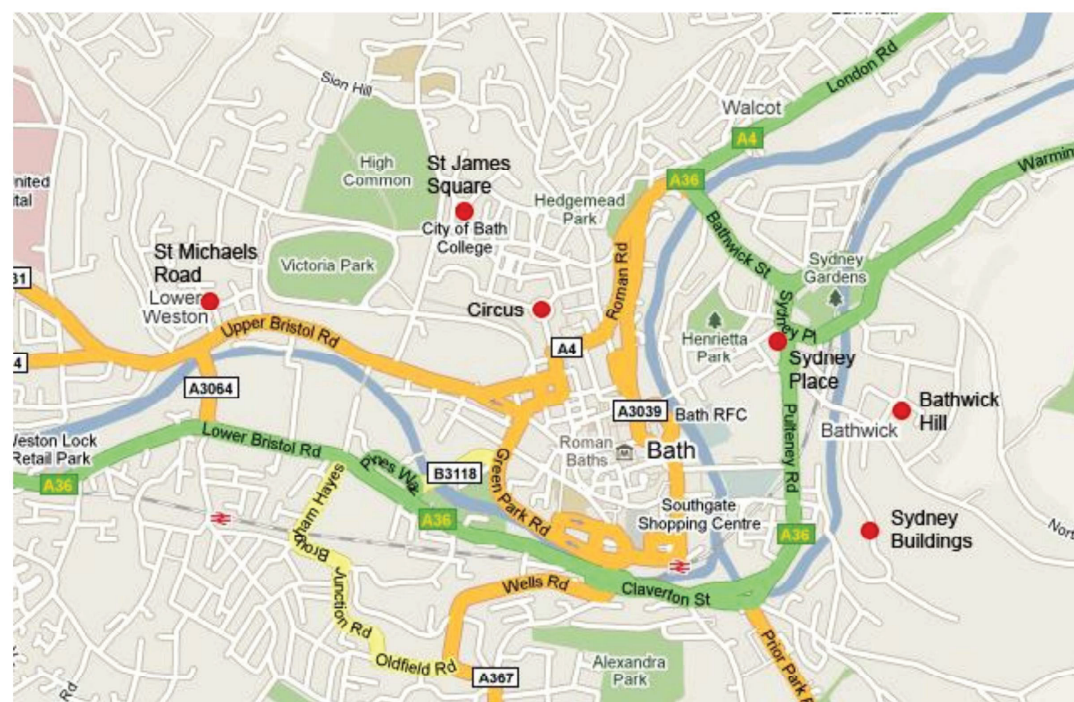 London Rd
Sion Hill
Walcot
A4
High
Common
St James
Square
A36
Hedgemead
Park
City of Bath
College
Bathwick St
Sydney
Gardens
St Michaels
Road
Lower
Weston
Victoria Park
Roman Rd
Circus
Sydney Pl
Upper Bristol Rd
A4
Henrietta
Park
Sydney
Place
A3064
A3039
Bath RFC
Bathwick
Hill
Bathwick
Pulteney Rd
Lower Bristol Rd
Roman
Baths
Bath
Retail Park
B3118
Green Park Rd
A36
A36
Southgate
Shopping Centre
A36
Sydney
Buildings
Junction Rd
Wells Rd
Claverton St
Prior Park
Oldfield Rd
A367
Alexandra
Park
Rd